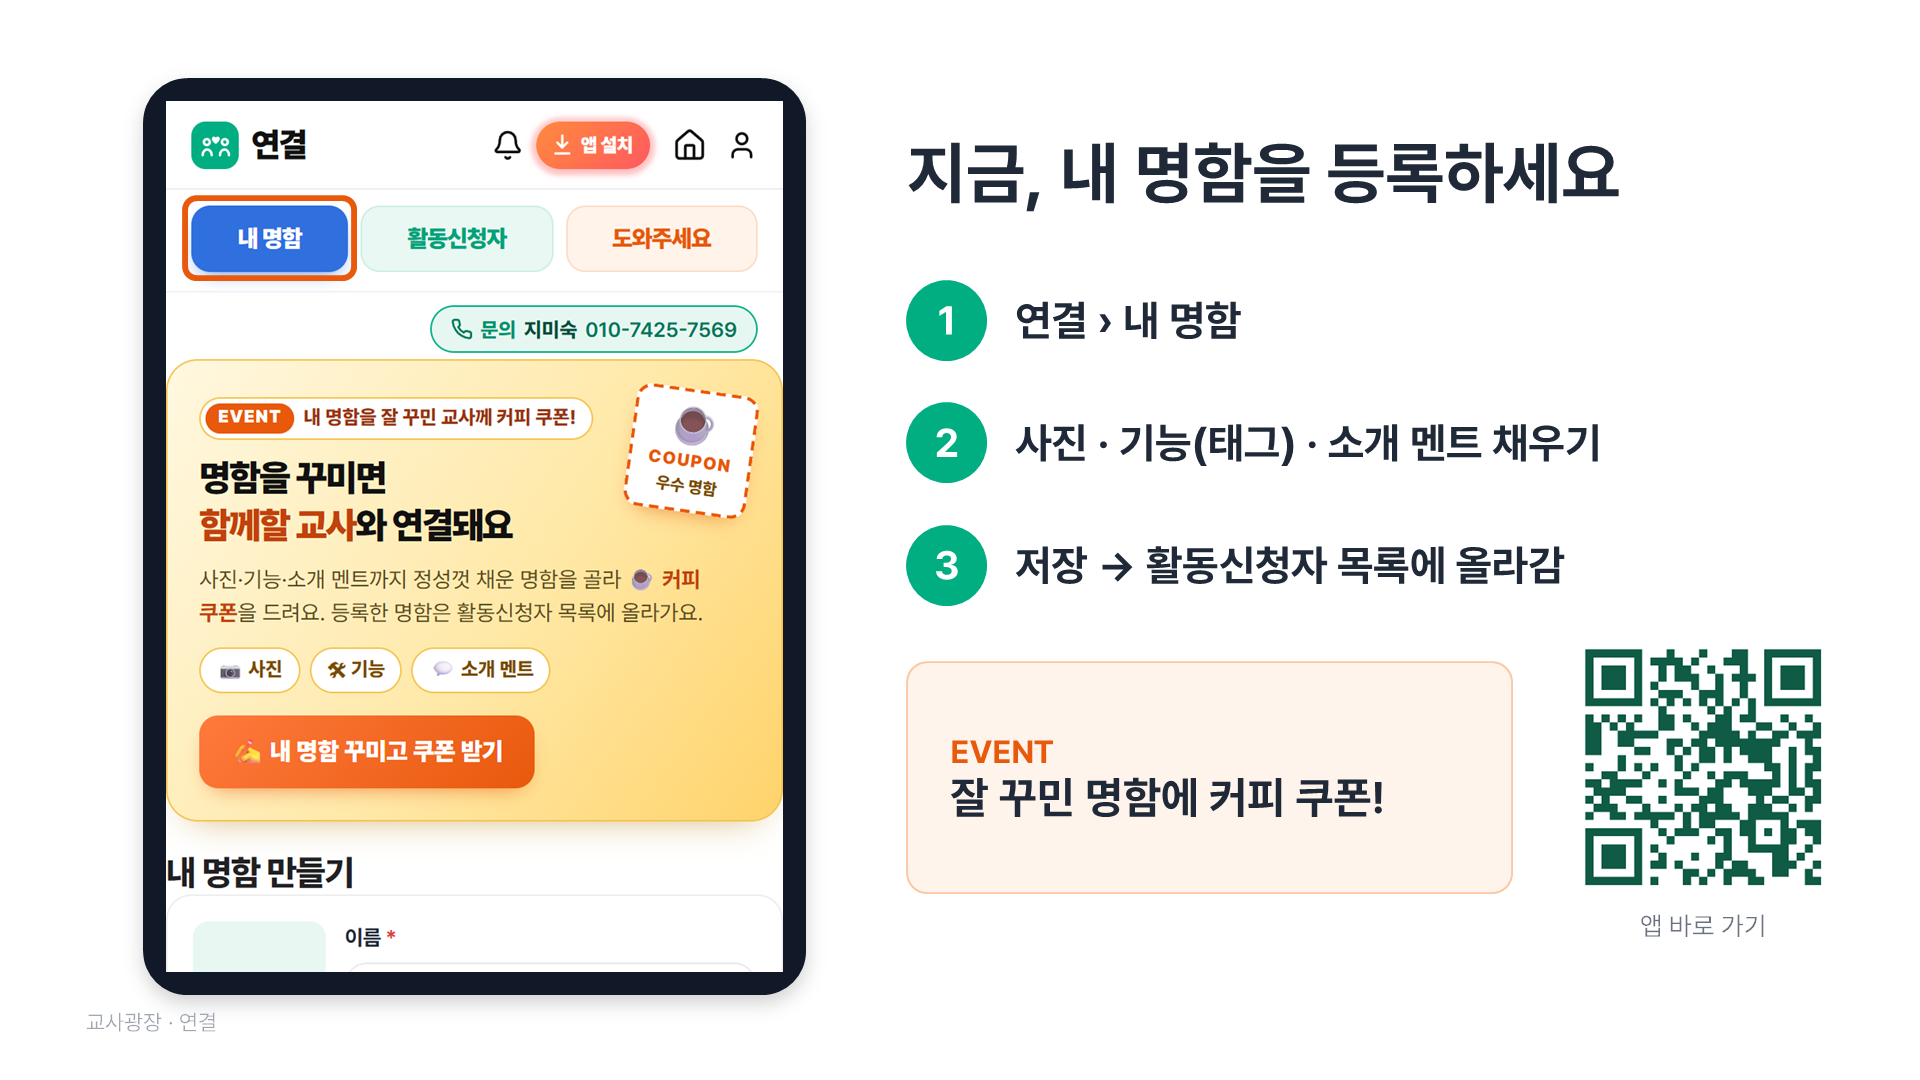 연결
앱 설치
내 명함
활동신청자
도와주세요
문의 지미숙 010-7425-7569
EVENT 내 명함을 잘 꾸민 교사께 커피 쿠폰!
COUPON
우수 명함
명함을 꾸미면
함께할 교사와 연결돼요
사진·기능·소개 멘트까지 정성껏 채운 명함을 골라 ☕ 커피
쿠폰을 드려요. 등록한 명함은 활동신청자 목록에 올라가요.
📷 사진
🛠 기능
💬 소개 멘트
✍ 내 명함 꾸미고 쿠폰 받기
내 명함 만들기
이름 *
교사광장 · 연결
지금, 내 명함을 등록하세요
1 연결 › 내 명함
2 사진 · 기능(태그) · 소개 멘트 채우기
3 저장 → 활동신청자 목록에 올라감
EVENT
잘 꾸민 명함에 커피 쿠폰!
앱 바로 가기